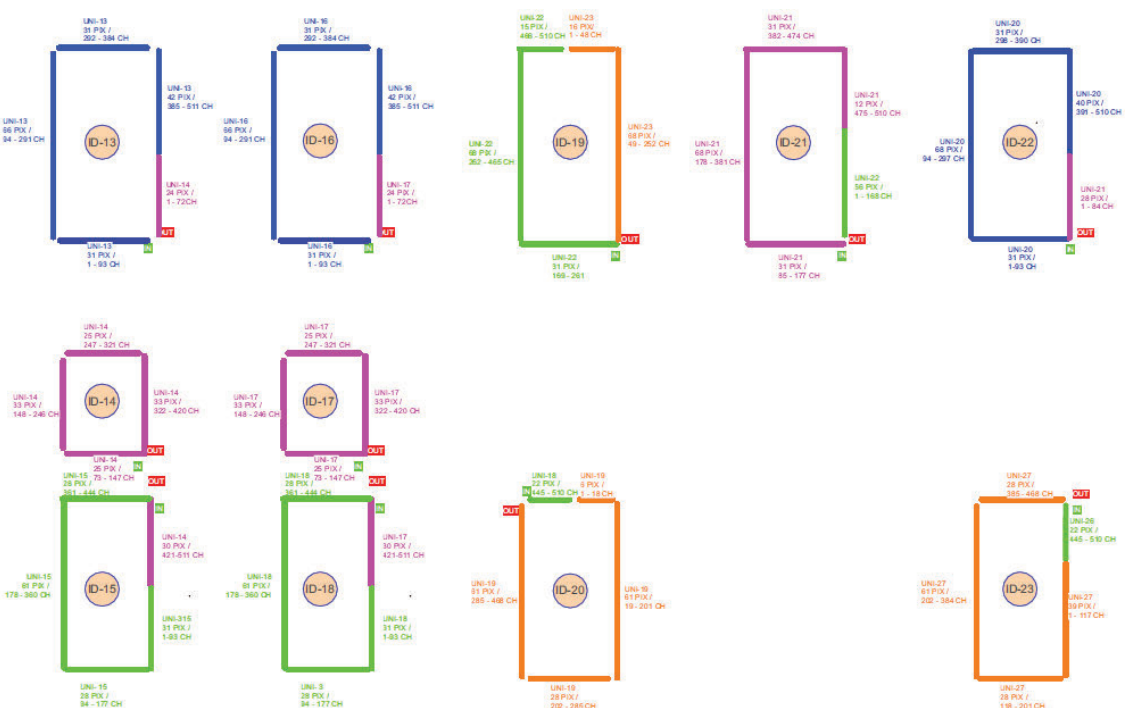 UNI-13
31 PIX /
292 - 384 CH
UNI-13
42 PIX /
385 - 511 CH
UNI-13
66 PIX /
94 - 291 CH
ID-13
UNI-14
24 PIX /
1 - 72CH
OUT
IN
UNI-13
31 PIX /
1 - 93 CH
UNI-16
31 PIX /
292 - 384 CH
UNI-16
42 PIX /
385 - 511 CH
UNI-16
66 PIX /
94 - 291 CH
ID-16
UNI-17
24 PIX /
1 - 72CH
OUT
IN
UNI-16
31 PIX /
1 - 93 CH
UNI-22
15 PIX /
466 - 510 CH
UNI-23
16 PIX /
1 - 48 CH
UNI-22
68 PIX /
262 - 465 CH
ID-19
UNI-23
68 PIX /
49 - 252 CH
OUT
IN
UNI-22
31 PIX /
169 - 261
UNI-21
31 PIX /
382 - 474 CH
UNI-21
12 PIX /
475 - 510 CH
UNI-21
68 PIX /
178 - 381 CH
ID-21
UNI-22
56 PIX /
1 - 168 CH
OUT
IN
UNI-21
31 PIX /
85 - 177 CH
UNI-20
31 PIX /
298 - 390 CH
UNI-20
40 PIX /
391 - 510 CH
UNI-20
68 PIX /
94 - 297 CH
ID-22
UNI-21
28 PIX /
1 - 84 CH
OUT
IN
UNI-20
31 PIX /
1-93 CH
UNI-14
25 PIX /
247 - 321 CH
UNI-14
33 PIX /
148 - 246 CH
ID-14
UNI-14
33 PIX /
322 - 420 CH
OUT
IN
UNI-14
25 PIX /
73 - 147 CH
UNI-17
25 PIX /
247 - 321 CH
UNI-17
33 PIX /
148 - 246 CH
ID-17
UNI-17
33 PIX /
322 - 420 CH
OUT
IN
UNI-17
25 PIX /
73 - 147 CH
UNI-15
28 PIX /
361 - 444 CH
OUT
IN
UNI-14
30 PIX /
421-511 CH
UNI-15
61 PIX /
178 - 360 CH
ID-15
UNI-315
31 PIX /
1-93 CH
UNI- 15
28 PIX /
94 - 177 CH
UNI-18
28 PIX /
361 - 444 CH
OUT
IN
UNI-17
30 PIX /
421-511 CH
UNI-18
61 PIX /
178 - 360 CH
ID-18
UNI-18
31 PIX /
1-93 CH
UNI- 3
28 PIX /
94 - 177 CH
UNI-18
22 PIX /
445 - 510 CH
UNI-19
6 PIX /
1 - 18 CH
IN
OUT
UNI-19
61 PIX /
285 - 468 CH
ID-20
UNI-19
61 PIX /
19 - 201 CH
UNI-19
28 PIX /
202 - 285 CH
UNI-27
28 PIX /
385 - 468 CH
OUT
IN
UNI-26
22 PIX /
445 - 510 CH
UNI-27
61 PIX /
202 - 384 CH
ID-23
UNI-27
39 PIX /
1 - 117 CH
UNI-27
28 PIX /
118 - 201 CH